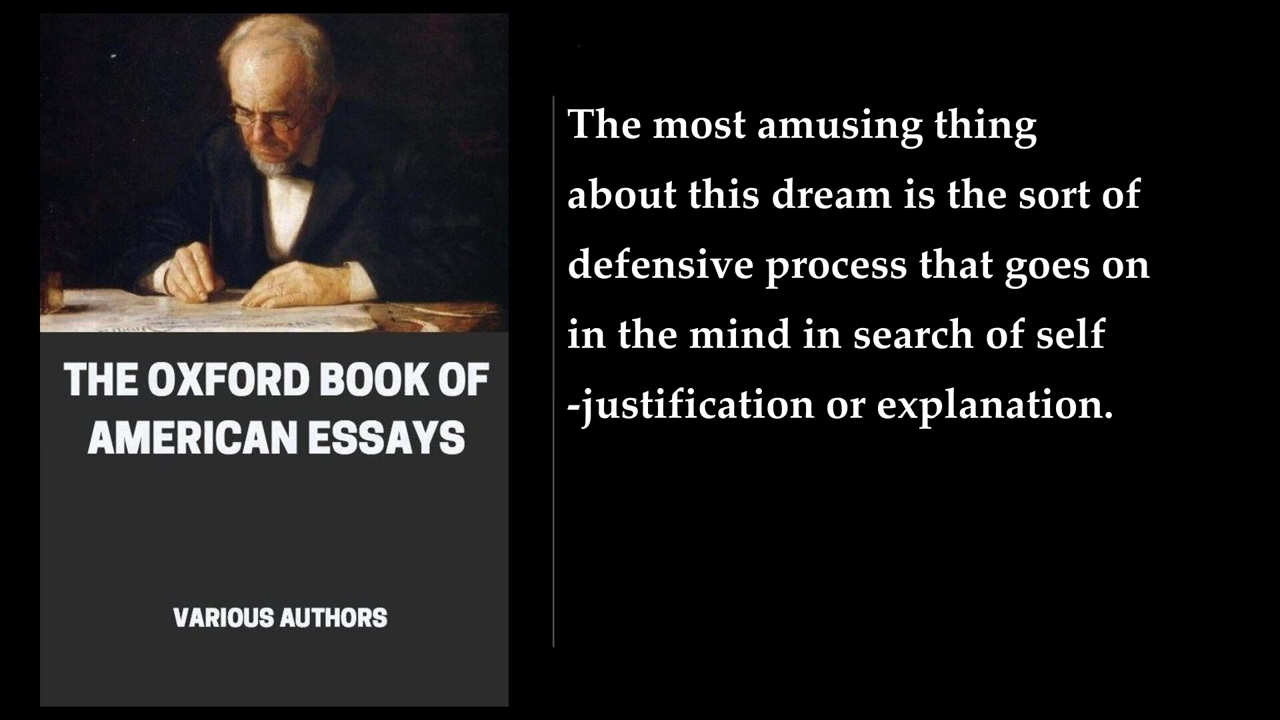 THE OXFORD BOOK OF
AMERICAN ESSAYS
VARIOUS AUTHORS
The most amusing thing
about this dream is the sort of
defensive process that goes on
in the mind in search of self
-justification or explanation.